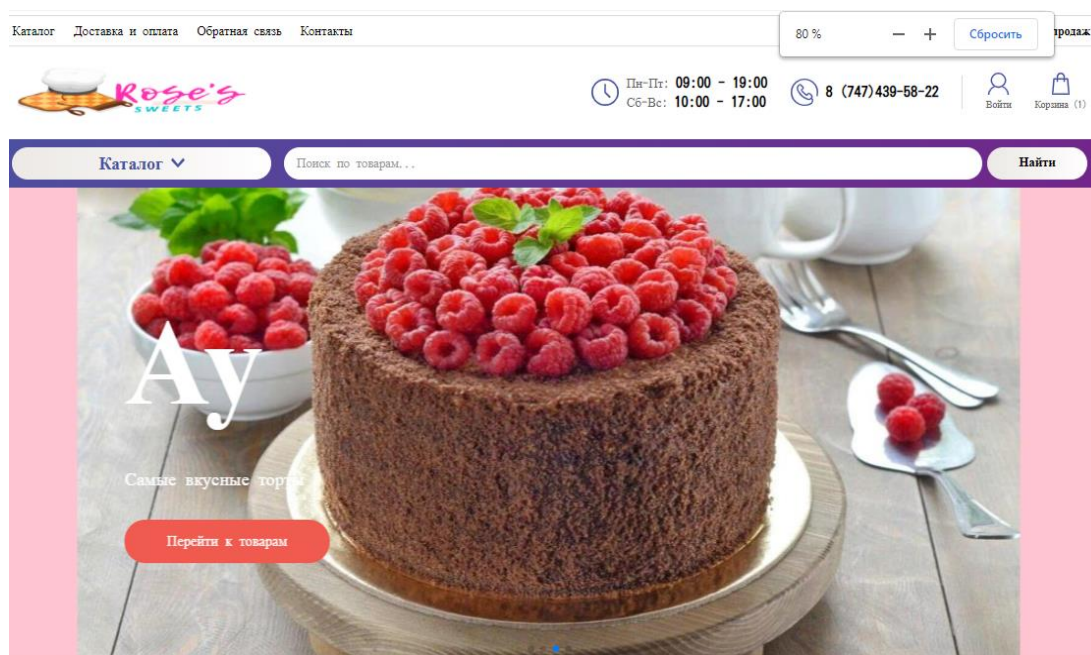 Каталог Доставка и оплата Обратная связь Контакты
80 % − + Сбросить
Rose's
SWEETS
Пн-Пт: 09:00 - 19:00
Сб-Вс: 10:00 - 17:00
8 (747)439-58-22
Войти
Корзина (1)
Каталог
Поиск по товарам...
Найти
Ау
Самые вкусные торты
Перейти к товарам